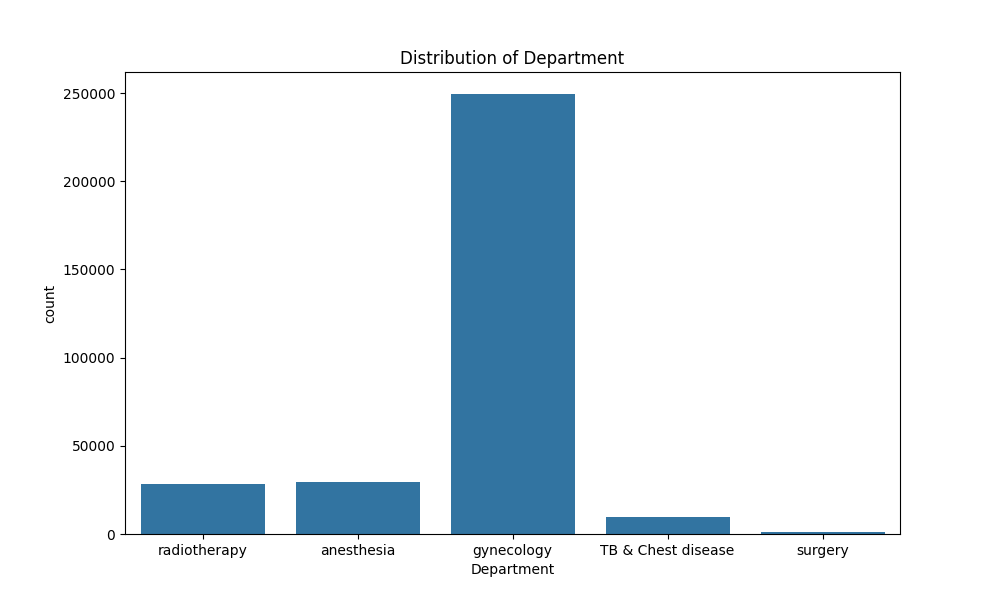 Distribution of Department
250000
200000
150000
100000
50000
0
count
radiotherapy anesthesia gynecology TB & Chest disease surgery
Department